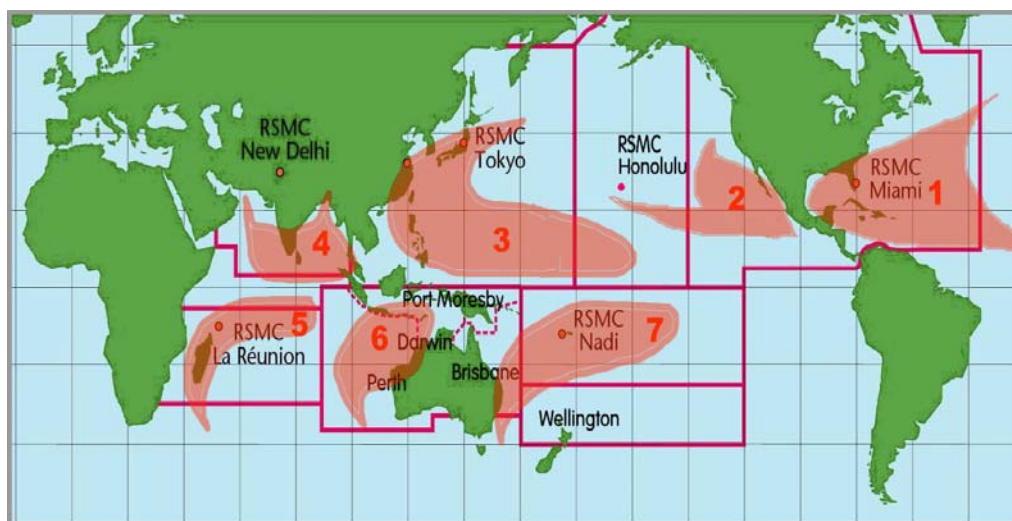 RSMC
New Delhi
RSMC
Tokyo
RSMC
Honolulu
RSMC
Miami
1
2
3
4
Port Moresby
5
RSMC
La Réunion
6
Darwin
Perth
Brisbane
RSMC
Nadi
7
Wellington